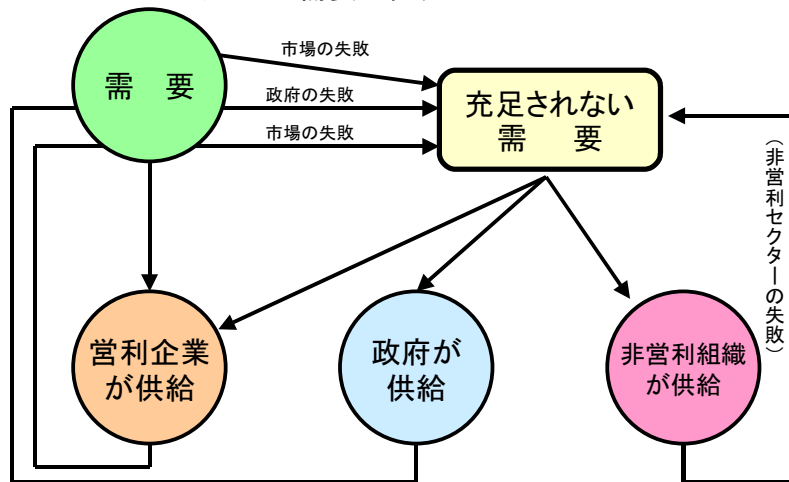 需　要
市場の失敗
政府の失敗
市場の失敗
充足されない
需　　要
(非営利セクターの失敗)
営利企業
が供給
政府が
供給
非営利組織
が供給